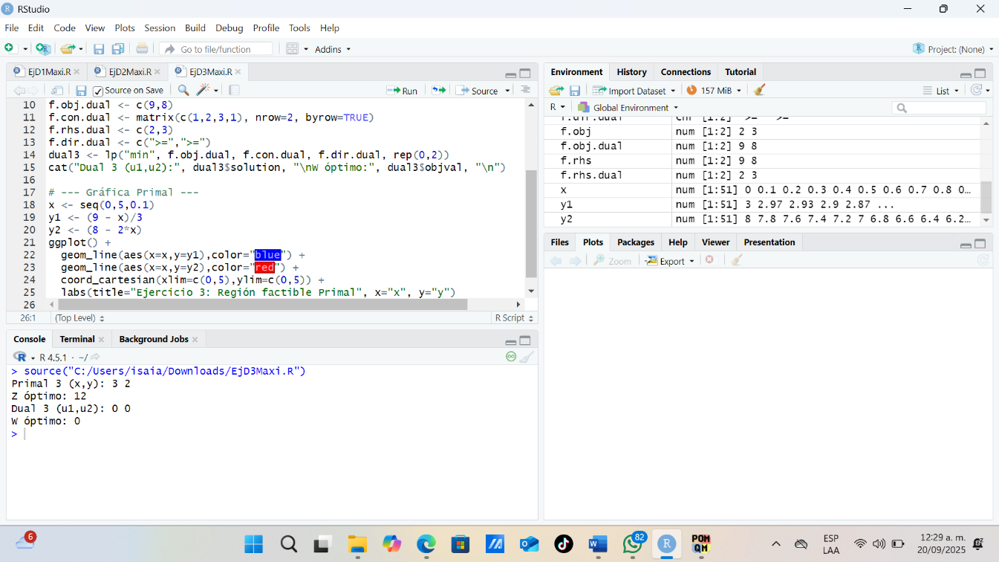 RStudio
File Edit Code View Plots Session Build Debug Profile Tools Help
Go to file/function Addins Project: (None)
EjD1Maxi.R EjD2Maxi.R EjD3Maxi.R
Source on Save Run Source
10 f.obj.dual <- c(9,8)
11 f.con.dual <- matrix(c(1,2,3,1), nrow=2, byrow=TRUE)
12 f.rhs.dual <- c(2,3)
13 f.dir.dual <- c(">=",">=")
14 dual3 <- lp("min", f.obj.dual, f.con.dual, f.dir.dual, rep(0,2))
15 cat("Dual 3 (u1,u2):", dual3$solution, "\nW óptimo:", dual3$objval, "\n")
16
17 # --- Gráfica Primal ---
18 x <- seq(0,5,0.1)
19 y1 <- (9 - x)/3
20 y2 <- (8 - 2*x)
21 ggplot() +
22 geom_line(aes(x=x,y=y1),color="blue") +
23 geom_line(aes(x=x,y=y2),color="red") +
24 coord_cartesian(xlim=c(0,5),ylim=c(0,5)) +
25 labs(title="Ejercicio 3: Región factible Primal", x="x", y="y")
26
26:1 (Top Level) R Script
Console Terminal Background Jobs
R 4.5.1 · ~/
> source("C:/Users/isaia/Downloads/EjD3Maxi.R")
Primal 3 (x,y): 3 2
Z óptimo: 12
Dual 3 (u1,u2): 0 0
W óptimo: 0
>
Environment History Connections Tutorial
Import Dataset 157 MiB List
R Global Environment
f.dir.dual chr [1:2] ">=" ">="
f.obj num [1:2] 2 3
f.obj.dual num [1:2] 9 8
f.rhs num [1:2] 9 8
f.rhs.dual num [1:2] 2 3
x num [1:51] 0 0.1 0.2 0.3 0.4 0.5 0.6 0.7 0.8 0…
y1 num [1:51] 3 2.97 2.93 2.9 2.87 ...
y2 num [1:51] 8 7.8 7.6 7.4 7.2 7 6.8 6.6 6.4 6.2…
Files Plots Packages Help Viewer Presentation
Zoom Export
6
82
POM QM
ESP
LAA
12:29 a. m.
20/09/2025